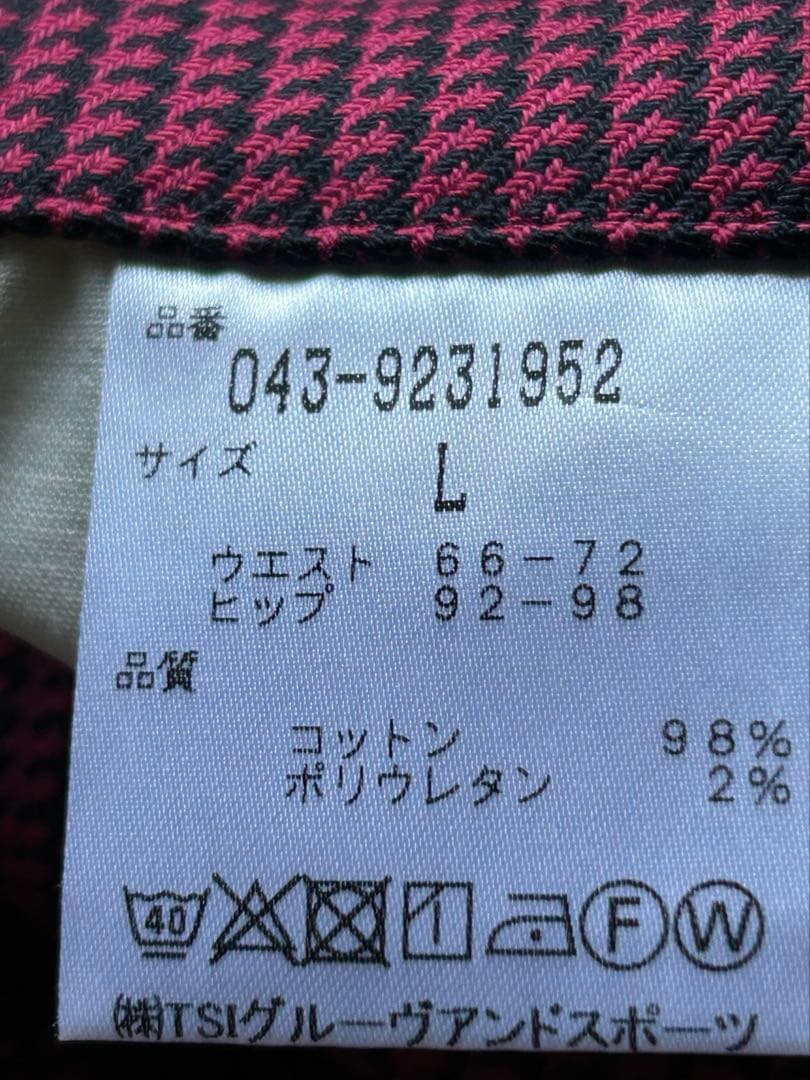 品番
043-9231952
サイズ L
ウエスト 66-72
ヒップ 92-98
品質
コットン 98%
ポリウレタン 2%
40 F W
㈱TSIグルーヴアンドスポーツ